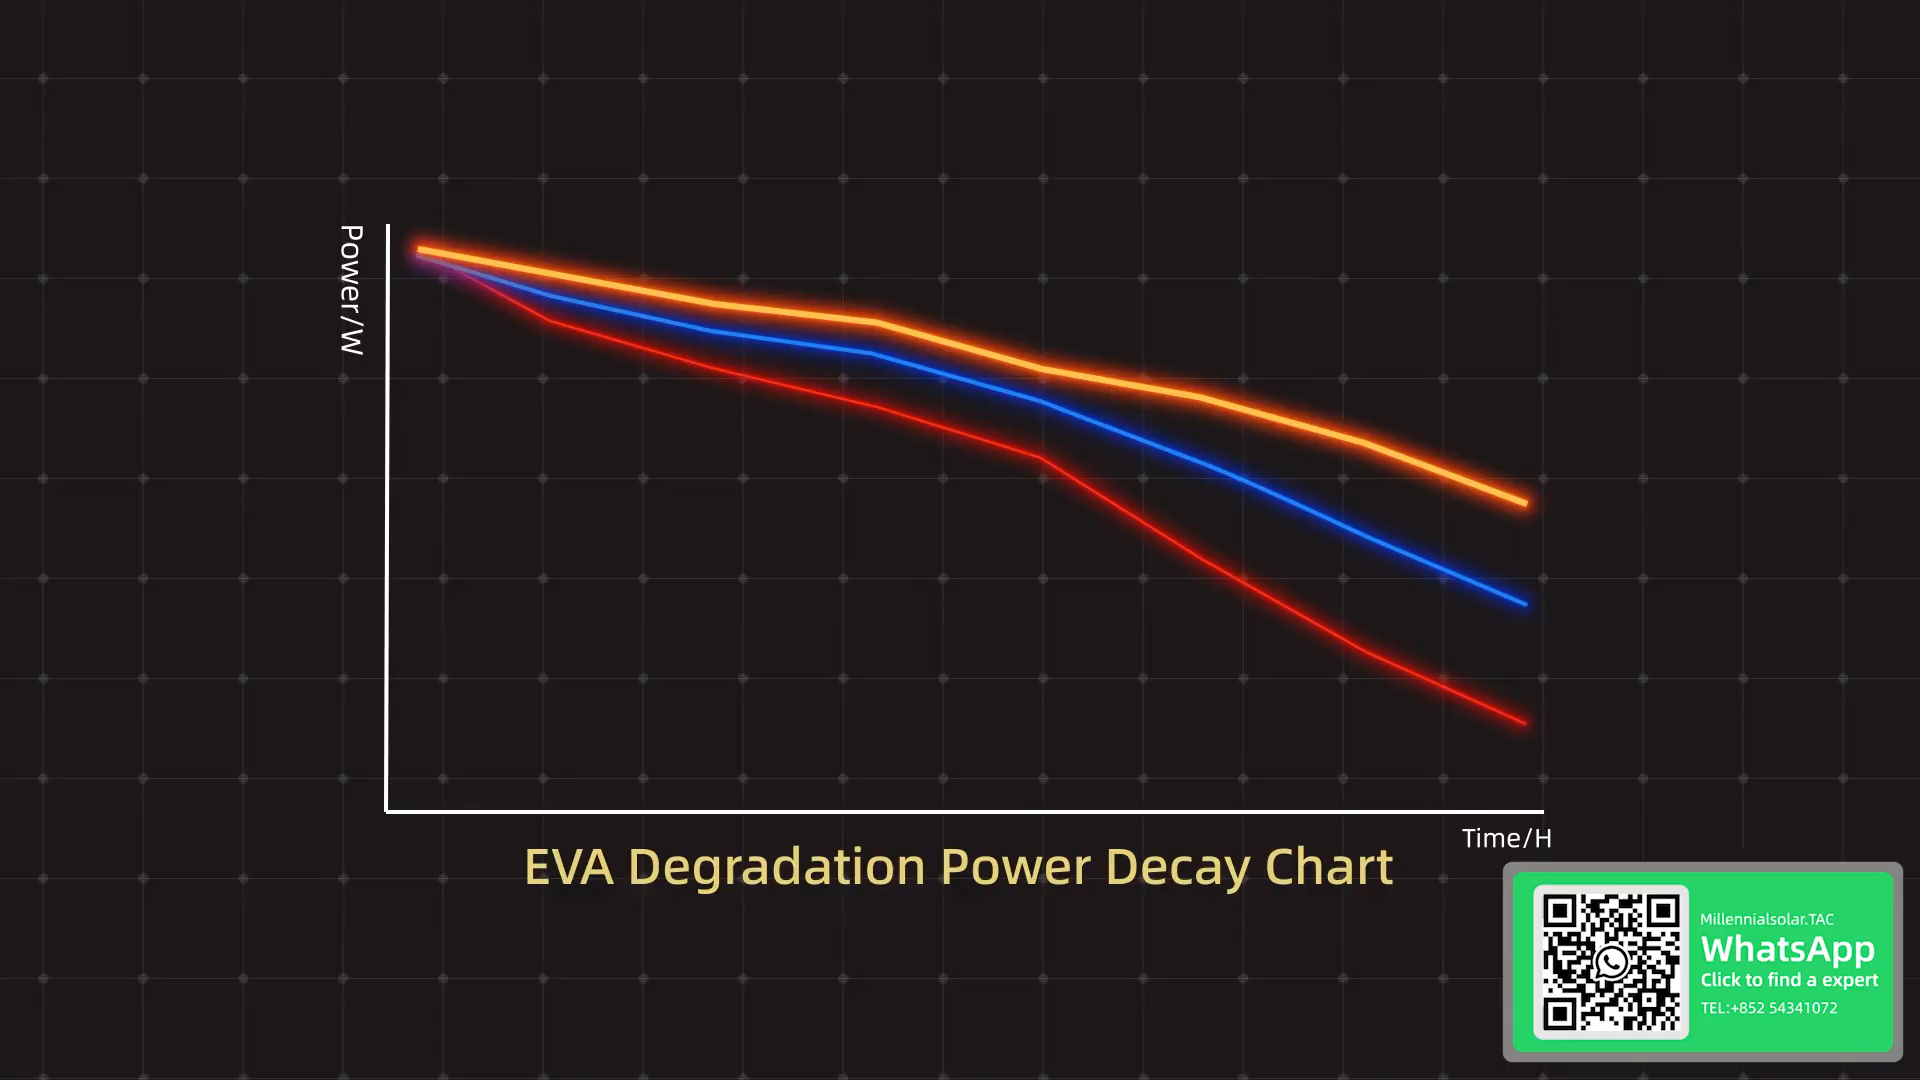 Power/W
Time/H
EVA Degradation Power Decay Chart
Millennialsolar.TAC
WhatsApp
Click to find a expert
TEL:+852 54341072